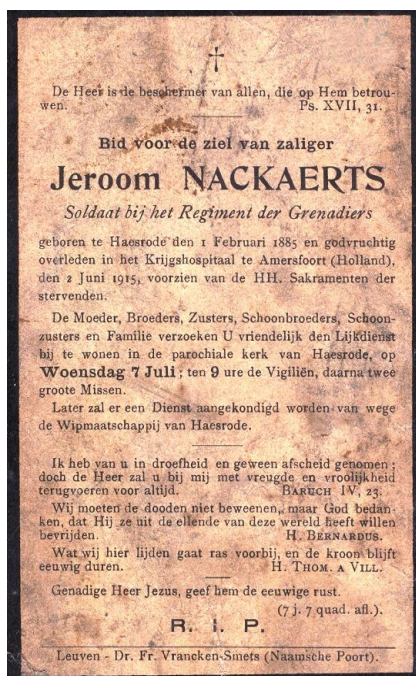 De Heer is de beschermer van allen, die op Hem betrou-
wen. Ps. XVII, 31.
Bid voor de ziel van zaliger
Jeroom NACKAERTS
Soldaat bij het Regiment der Grenadiers
geboren te Haesrode den 1 Februari 1885 en godvruchtig
overleden in het Krijgshospitaal te Amersfoort (Holland),
den 2 Juni 1915, voorzien van de HH. Sakramenten der
stervenden.
De Moeder, Broeders, Zusters, Schoonbroeders, Schoon-
zusters en Familie verzoeken U vriendelijk den Lijkdienst
bij te wonen in de parochiale kerk van Haesrode, op
Woensdag 7 Juli; ten 9 ure de Vigiliën, daarna twee
groote Missen.
Later zal er een Dienst aangekondigd worden van wege
de Wipmaatschappij van Haesrode.
Ik heb van u in droefheid en geween afscheid genomen;
doch de Heer zal u bij mij met vreugde en vroolijkheid
terugvoeren voor altijd. BARUCH IV, 23.
Wij moeten de dooden niet beweenen, maar God bedan-
ken, dat Hij ze uit de ellende van deze wereld heeft willen
bevrijden. H. BERNARDUS.
Wat wij hier lijden gaat ras voorbij, en de kroon blijft
eeuwig duren. H. THOM. A VILL.
Genadige Heer Jezus, geef hem de eeuwige rust.
(7 j. 7 quad. afl.).
R. I. P.
Leuven - Dr. Fr. Vrancken-Smets (Naamsche Poort).